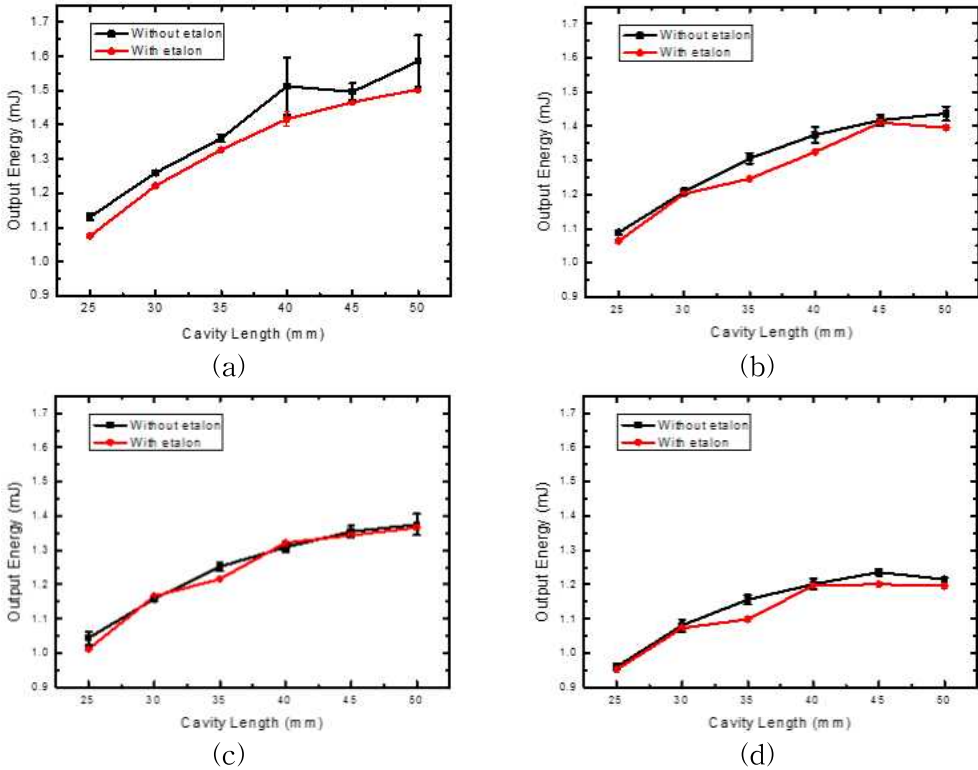 1.7
1.6
1.5
1.4
1.3
1.2
1.1
1.0
0.9
Output Energy (mJ)
Without etalon
With etalon
25 30 35 40 45 50
Cavity Length (mm)
(a)
1.7
1.6
1.5
1.4
1.3
1.2
1.1
1.0
0.9
Output Energy (mJ)
Without etalon
With etalon
25 30 35 40 45 50
Cavity Length (mm)
(b)
1.7
1.6
1.5
1.4
1.3
1.2
1.1
1.0
0.9
Output Energy (mJ)
Without etalon
With etalon
25 30 35 40 45 50
Cavity Length (mm)
(c)
1.7
1.6
1.5
1.4
1.3
1.2
1.1
1.0
0.9
Output Energy (mJ)
Without etalon
With etalon
25 30 35 40 45 50
Cavity Length (mm)
(d)